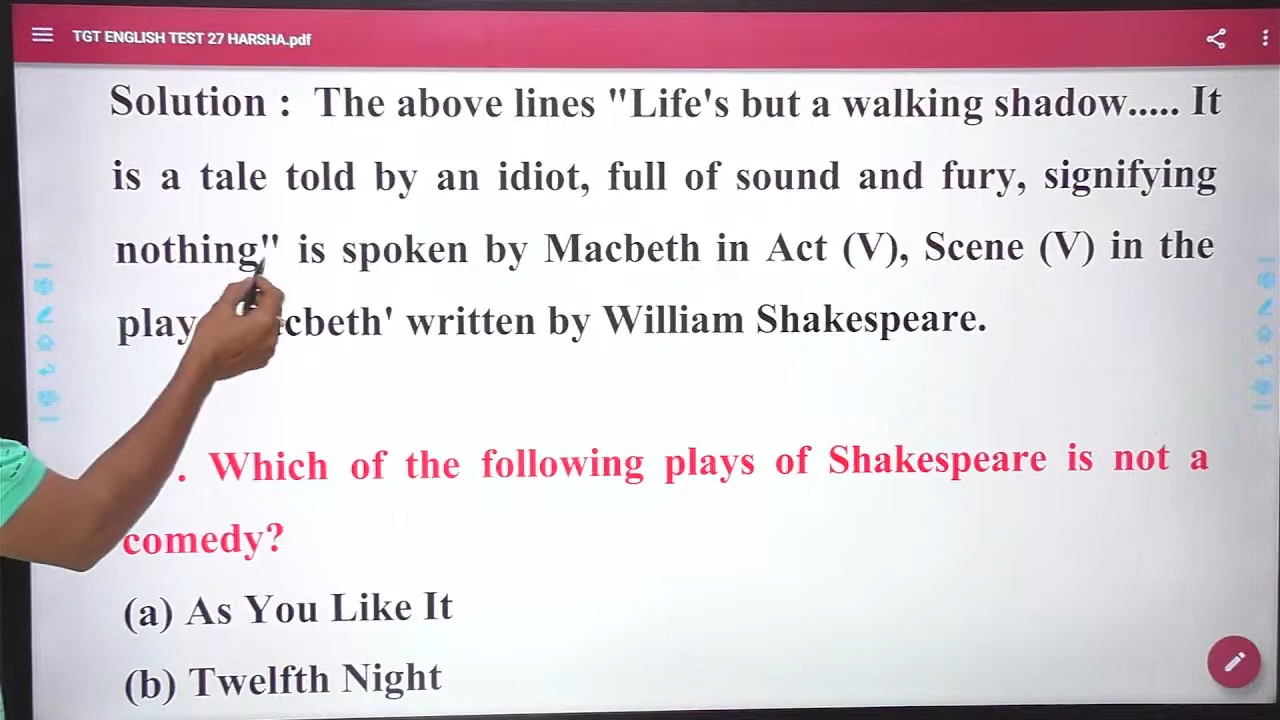 TGT ENGLISH TEST 27 HARSHA.pdf
Solution : The above lines "Life's but a walking shadow..... It
is a tale told by an idiot, full of sound and fury, signifying
nothing" is spoken by Macbeth in Act (V), Scene (V) in the
play cbeth' written by William Shakespeare.
. Which of the following plays of Shakespeare is not a
comedy?
(a) As You Like It
(b) Twelfth Night